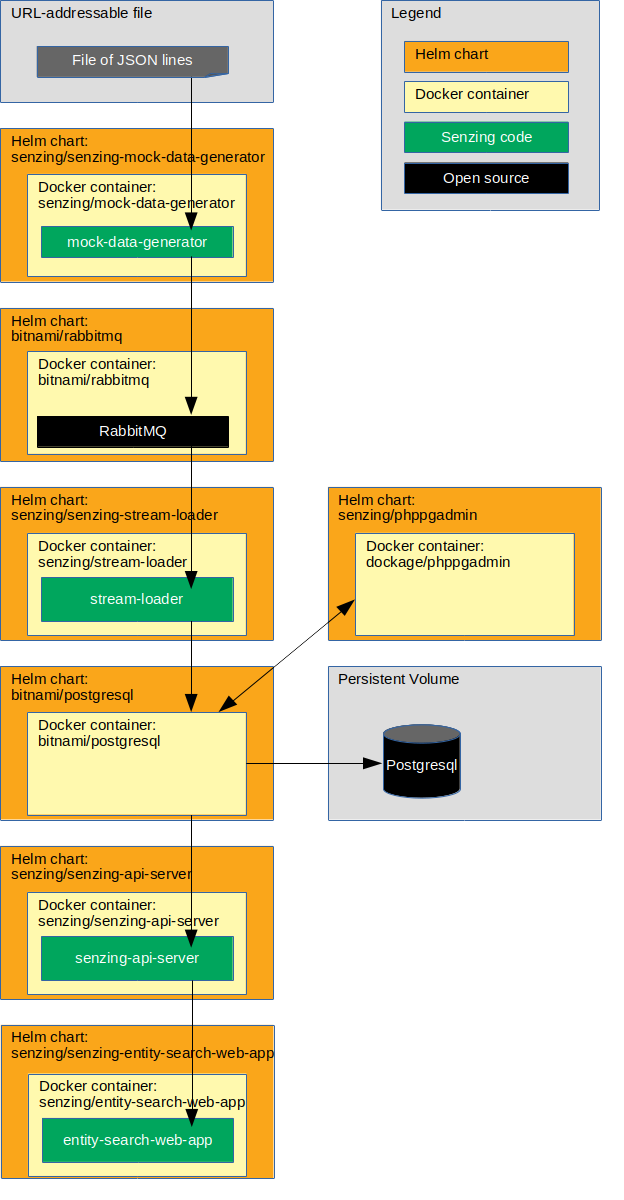 URL-addressable file
File of JSON lines
Legend
Helm chart
Docker container
Senzing code
Open source
Helm chart:
senzing/senzing-mock-data-generator
Docker container:
senzing/mock-data-generator
mock-data-generator
Helm chart:
bitnami/rabbitmq
Docker container:
bitnami/rabbitmq
RabbitMQ
Helm chart:
senzing/senzing-stream-loader
Docker container:
senzing/stream-loader
stream-loader
Helm chart:
senzing/phppgadmin
Docker container:
dockage/phppgadmin
Helm chart:
bitnami/postgresql
Docker container:
bitnami/postgresql
Persistent Volume
Postgresql
Helm chart:
senzing/senzing-api-server
Docker container:
senzing/senzing-api-server
senzing-api-server
Helm chart:
senzing/senzing-entity-search-web-app
Docker container:
senzing/entity-search-web-app
entity-search-web-app